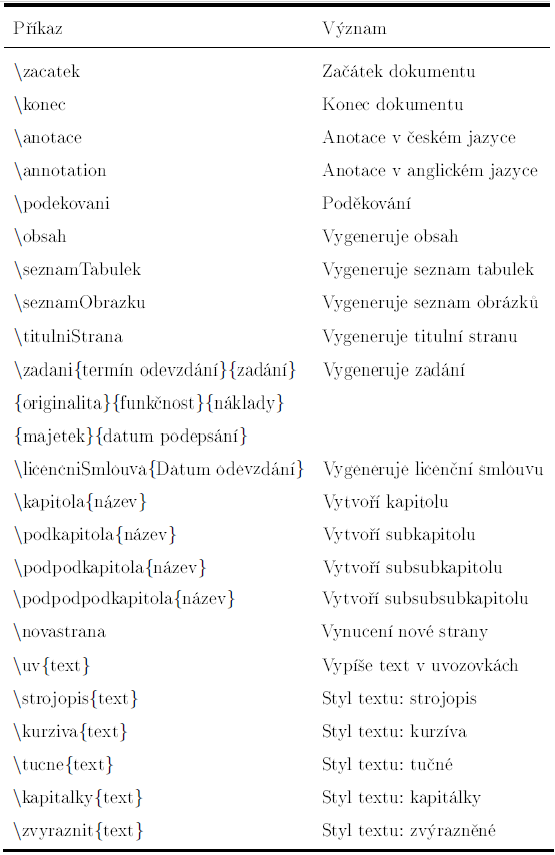 Příkaz Význam
\zacatek Začátek dokumentu
\konec Konec dokumentu
\anotace Anotace v českém jazyce
\annotation Anotace v anglickém jazyce
\podekovani Poděkování
\obsah Vygeneruje obsah
\seznamTabulek Vygeneruje seznam tabulek
\seznamObrazku Vygeneruje seznam obrázků
\titulniStrana Vygeneruje titulní stranu
\zadani{termín odevzdání}{zadání} Vygeneruje zadání
{originalita}{funkčnost}{náklady}
{majetek}{datum podepsání}
\licencniSmlouva{Datum odevzdání} Vygeneruje licenční smlouvu
\kapitola{název} Vytvoří kapitolu
\podkapitola{název} Vytvoří subkapitolu
\podpodkapitola{název} Vytvoří subsubkapitolu
\podpodpodkapitola{název} Vytvoří subsubsubkapitolu
\novastrana Vynucení nové strany
\uv{text} Vypíše text v uvozovkách
\strojopis{text} Styl textu: strojopis
\kurziva{text} Styl textu: kurzíva
\tucne{text} Styl textu: tučné
\kapitalky{text} Styl textu: kapitálky
\zvyraznit{text} Styl textu: zvýrazněné